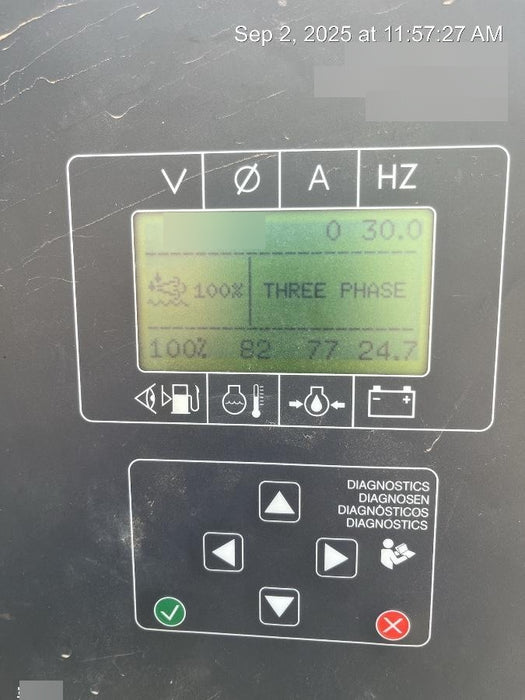 Sep 2, 2025 at 11:57:27 AM
V Ø A HZ
0 30.0
100% THREE PHASE
100% 82 77 24.7
DIAGNOSTICS
DIAGNOSEN
DIAGNÓSTICOS
DIAGNOSTICS